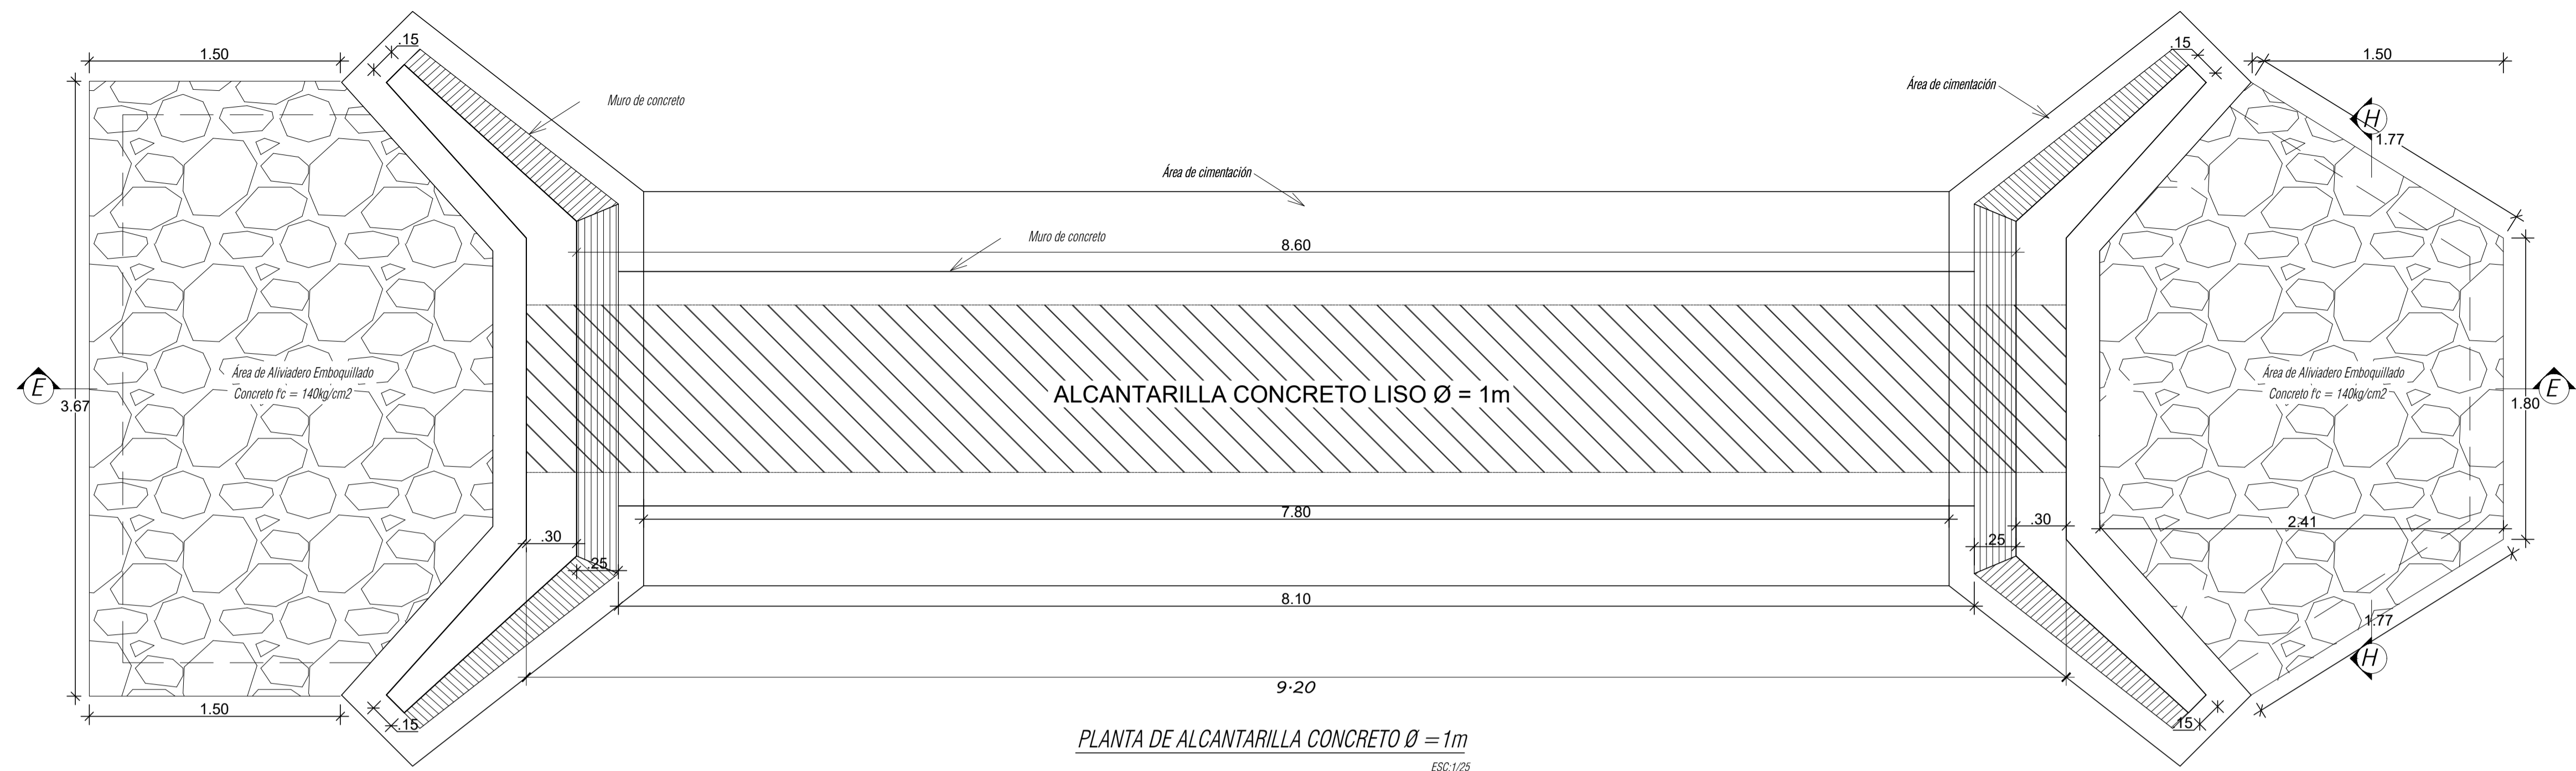 .15
.15
1.50
1.50
Área de cimentación
Muro de concreto
H
1.77
Área de cimentación
Muro de concreto
8.60
Área de Aliviadero Emboquillado
Concreto f'c = 140kg/cm2
E
3.67
ALCANTARILLA CONCRETO LISO Ø = 1m
Área de Aliviadero Emboquillado
Concreto f'c = 140kg/cm2
E
1.80
7.80
.30
2.41
.30
.25
.25
8.10
1.77
H
9.20
1.50
.15
.15
PLANTA DE ALCANTARILLA CONCRETO Ø =1m
ESC:1/25